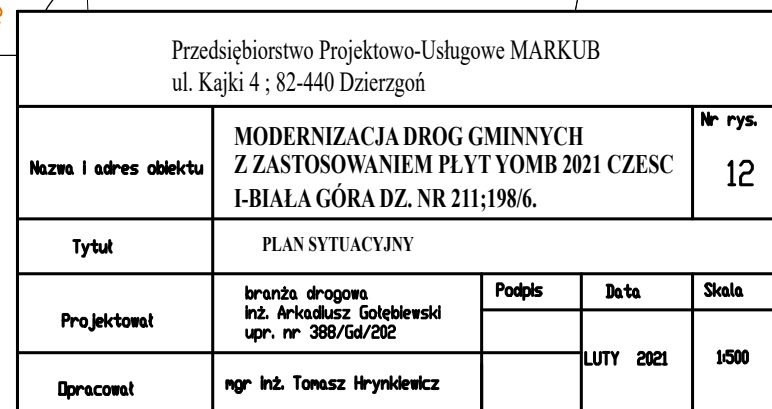 Przedsiębiorstwo Projektowo-Usługowe MARKUB
ul. Kajki 4 ; 82-440 Dzierzgoń
Nazwa i adres obiektu
MODERNIZACJA DROG GMINNYCH
Z ZASTOSOWANIEM PŁYT YOMB 2021 CZESC
I-BIAŁA GÓRA DZ. NR 211;198/6.
Nr rys.
12
Tytuł
PLAN SYTUACYJNY
Projektował
branża drogowa
inż. Arkadiusz Gołębiewski
upr. nr 388/Gd/202
Podpis
Data
Skala
LUTY 2021
1:500
Opracował
mgr inż. Tomasz Hrynkiewicz